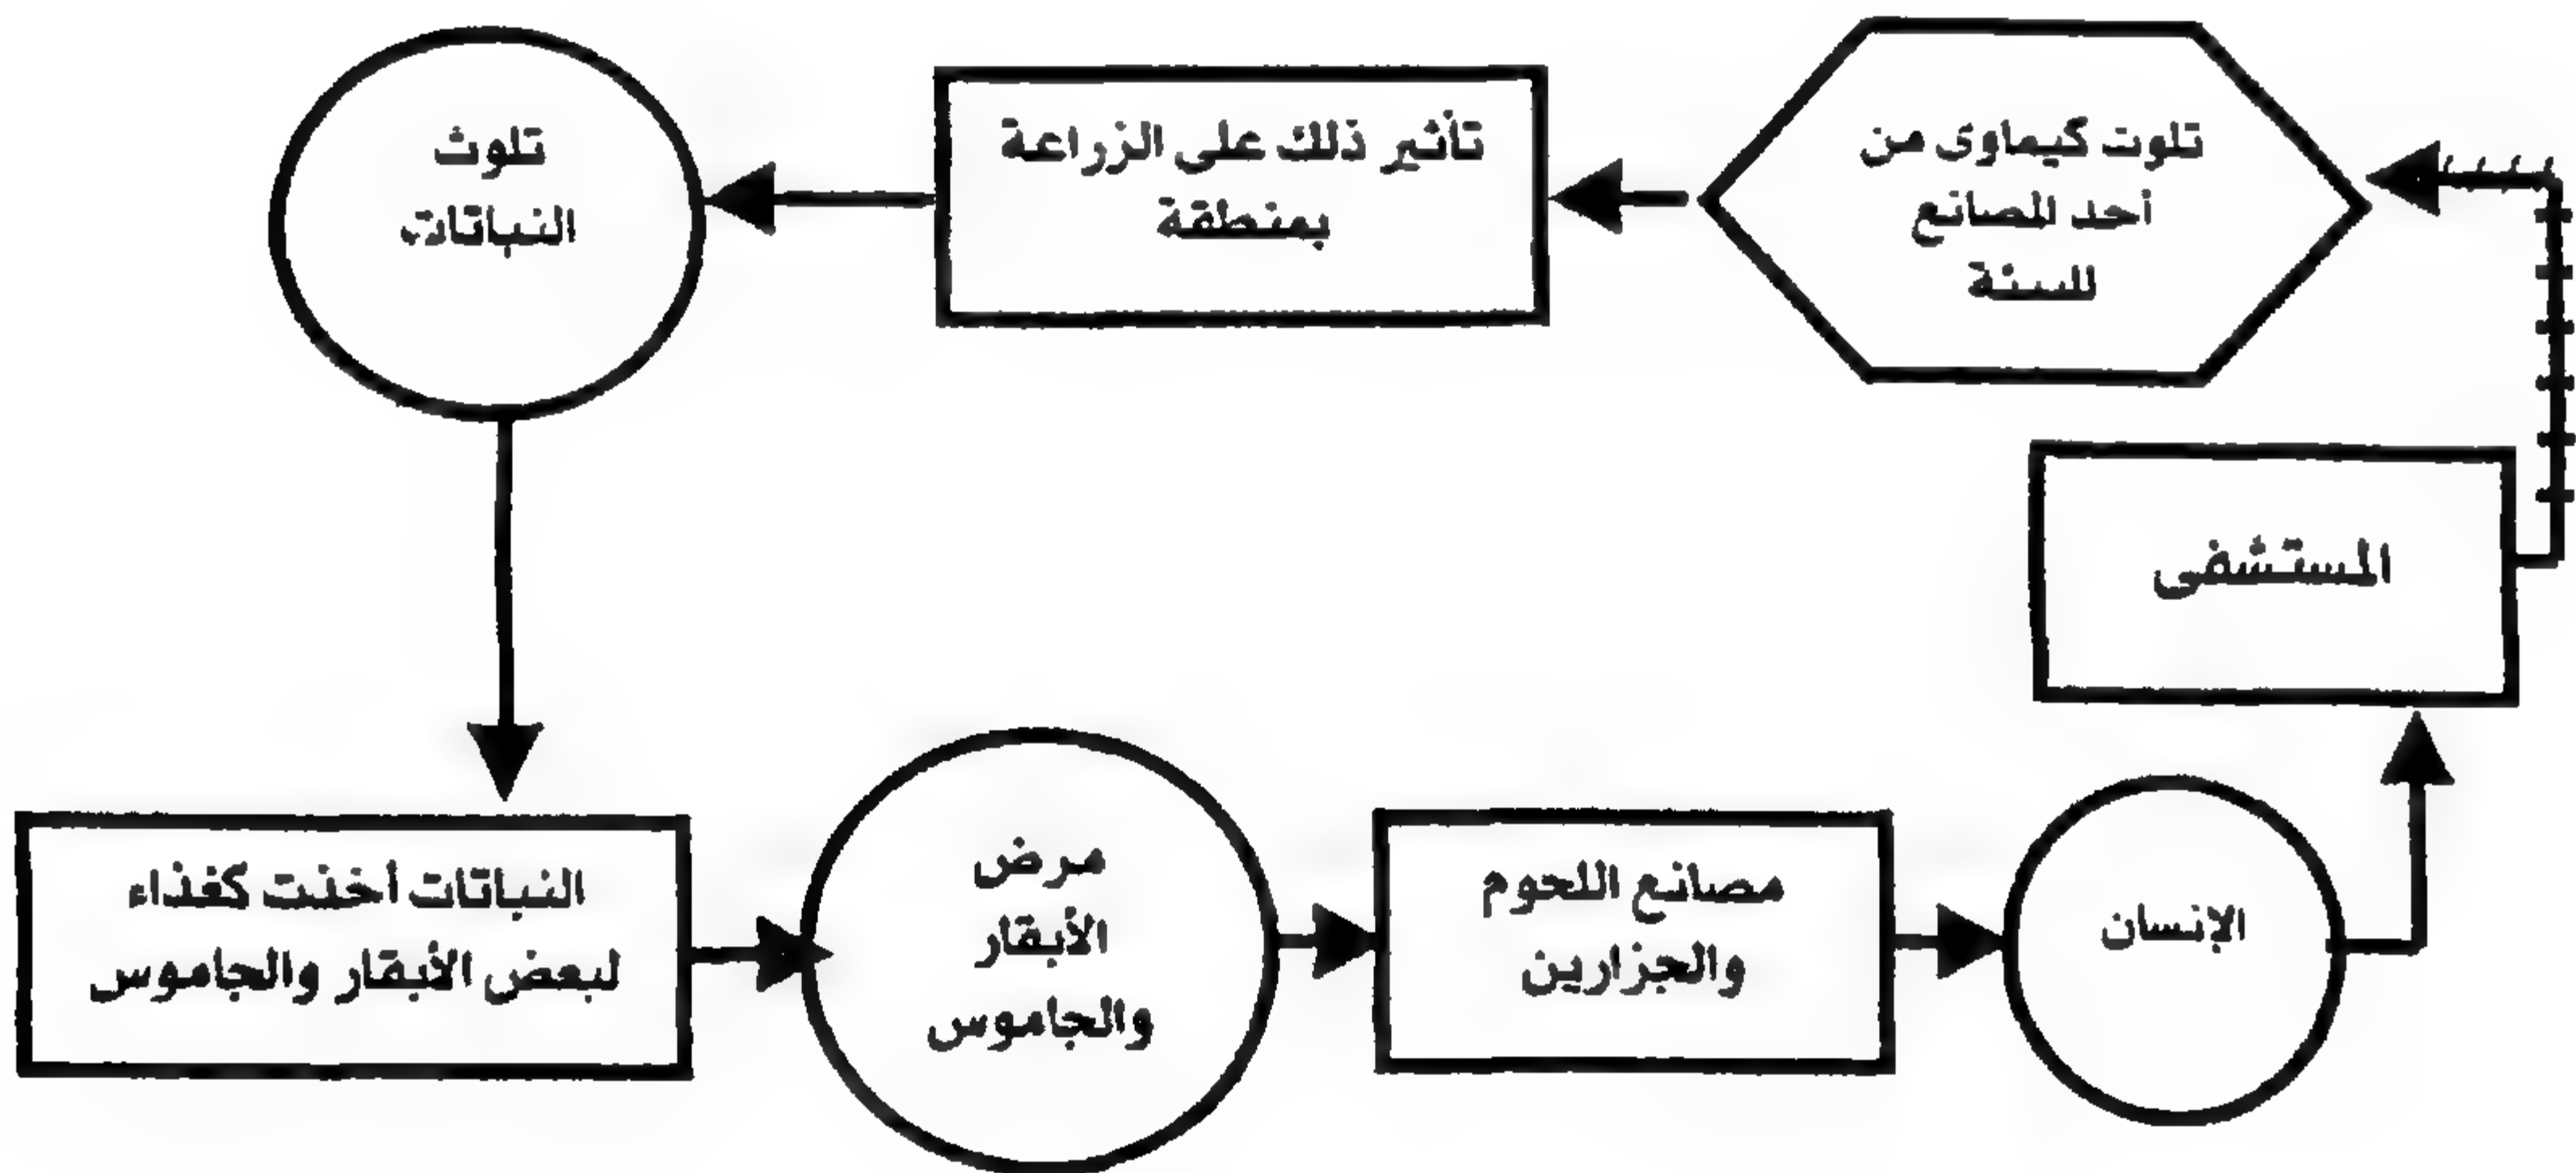 تلوت كيماوى من
أحد المصانع
للسنة
تأثير ذلك على الزراعة
بمنطقة
تلوث
النباتات
النباتات أخذت كغذاء
لبعض الأبقار والجاموس
مرض
الأبقار
والجاموس
مصانع اللحوم
والجزارين
الإنسان
المستشفى